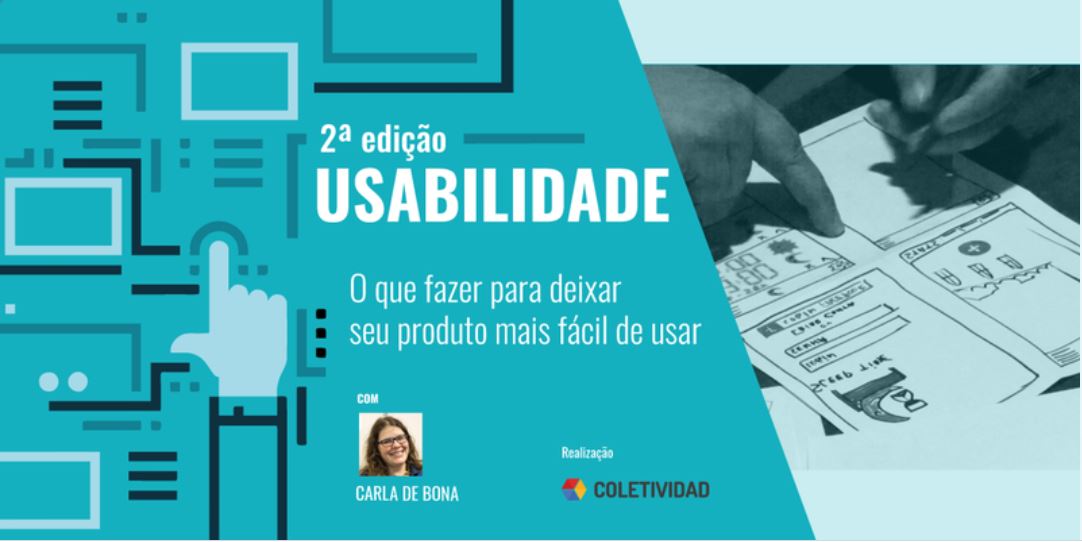 2ª edição
USABILIDADE
O que fazer para deixar
seu produto mais fácil de usar
COM
CARLA DE BONA
Realização
COLETIVIDAD